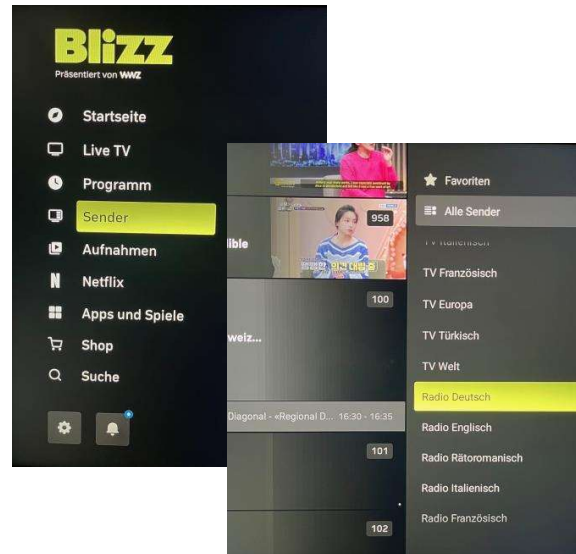 Blizz
Präsentiert von WWZ
Startseite
Live TV
Programm
Sender
Aufnahmen
Netflix
Apps und Spiele
Shop
Suche
958
ible
100
weiz...
Diagonal - «Regional D... 16:30 - 16:35
101
102
Favoriten
Alle Sender
TV Italienisch
TV Französisch
TV Europa
TV Türkisch
TV Welt
Radio Deutsch
Radio Englisch
Radio Rätoromanisch
Radio Italienisch
Radio Französisch